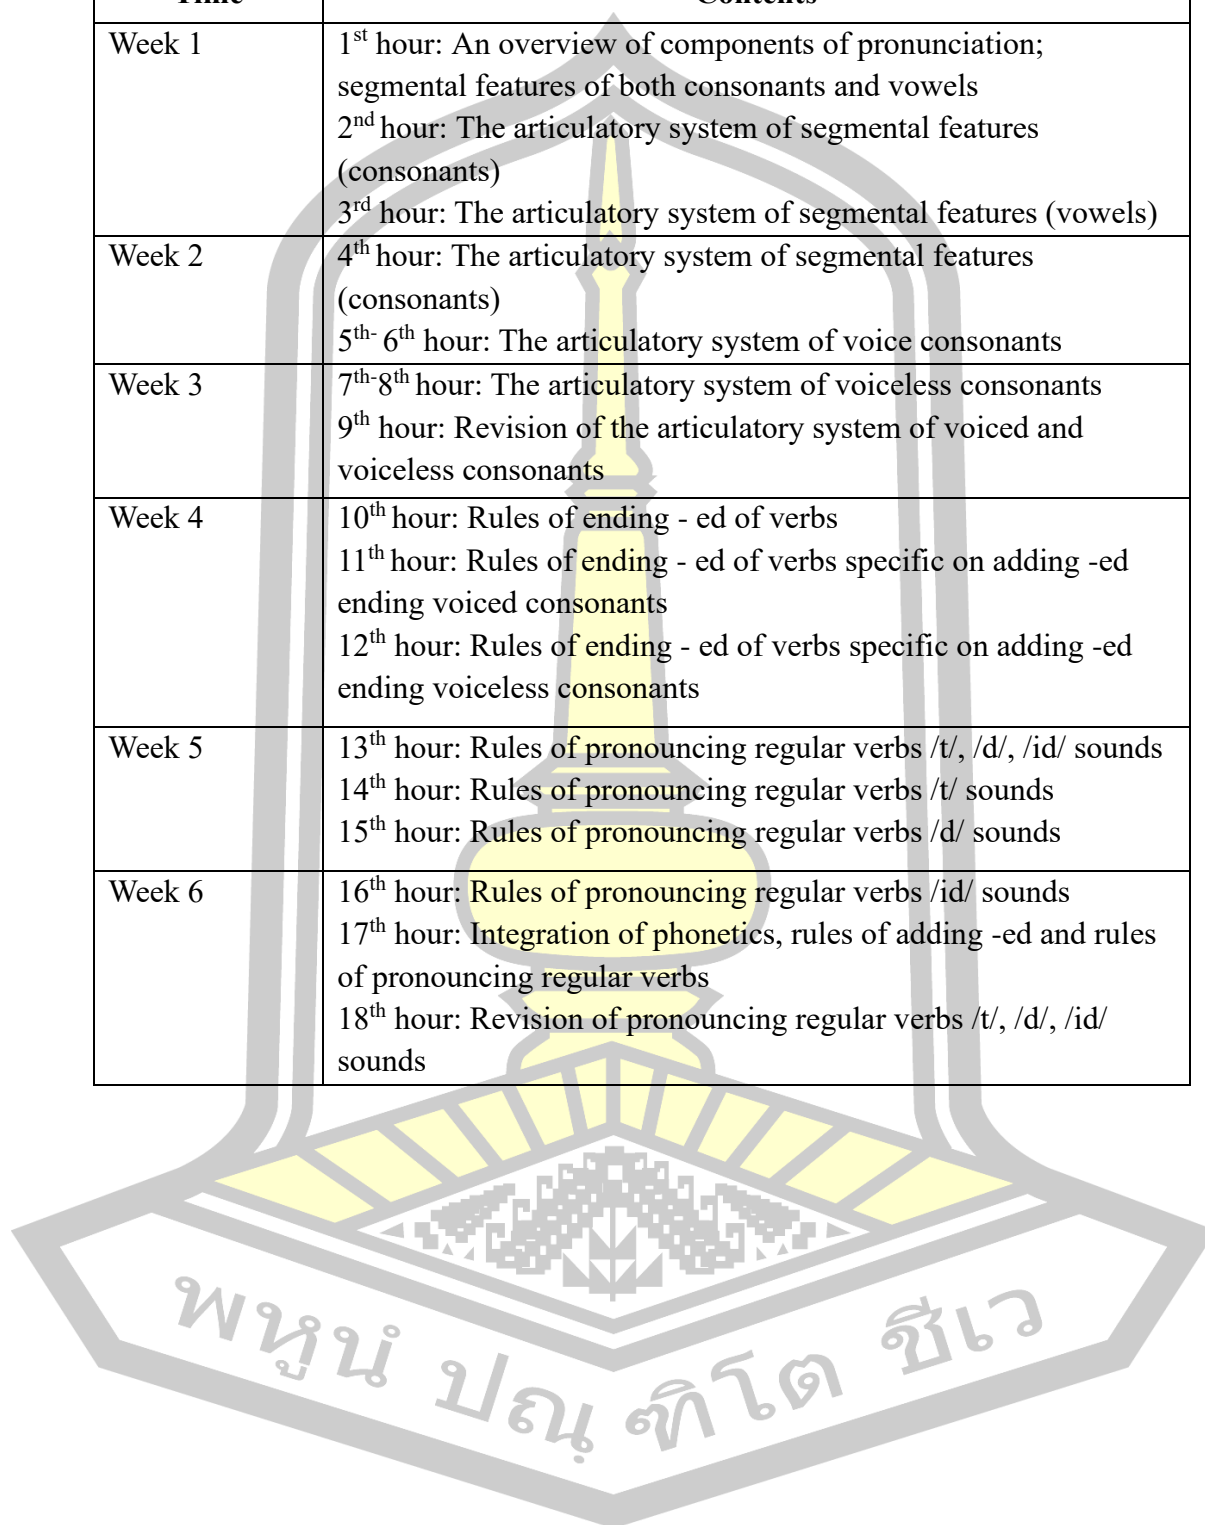 Time Contents
Week 1 1st hour: An overview of components of pronunciation;
segmental features of both consonants and vowels
2nd hour: The articulatory system of segmental features
(consonants)
3rd hour: The articulatory system of segmental features (vowels)
Week 2 4th hour: The articulatory system of segmental features
(consonants)
5th- 6th hour: The articulatory system of voice consonants
Week 3 7th-8th hour: The articulatory system of voiceless consonants
9th hour: Revision of the articulatory system of voiced and
voiceless consonants
Week 4 10th hour: Rules of ending - ed of verbs
11th hour: Rules of ending - ed of verbs specific on adding -ed
ending voiced consonants
12th hour: Rules of ending - ed of verbs specific on adding -ed
ending voiceless consonants
Week 5 13th hour: Rules of pronouncing regular verbs /t/, /d/, /id/ sounds
14th hour: Rules of pronouncing regular verbs /t/ sounds
15th hour: Rules of pronouncing regular verbs /d/ sounds
Week 6 16th hour: Rules of pronouncing regular verbs /id/ sounds
17th hour: Integration of phonetics, rules of adding -ed and rules
of pronouncing regular verbs
18th hour: Revision of pronouncing regular verbs /t/, /d/, /id/
sounds
พหูนํ ปณฺฑิโต ชีเว